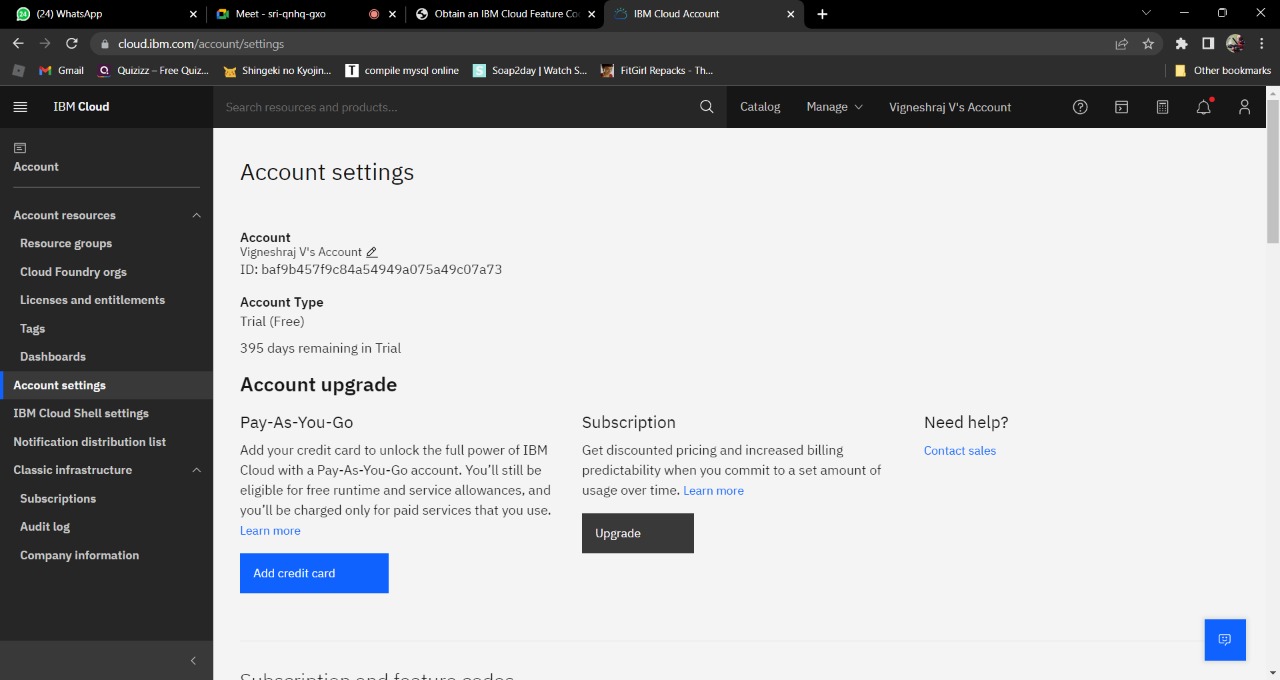 (24) WhatsApp
Meet - sri-qnhq-gxo
Obtain an IBM Cloud Feature Co
IBM Cloud Account
cloud.ibm.com/account/settings
Gmail
Quizizz – Free Quiz...
Shingeki no Kyojin...
compile mysql online
Soap2day | Watch S...
FitGirl Repacks - Th...
Other bookmarks
IBM Cloud
Search resources and products...
Catalog
Manage
Vigneshraj V's Account
Account
Account resources
Resource groups
Cloud Foundry orgs
Licenses and entitlements
Tags
Dashboards
Account settings
IBM Cloud Shell settings
Notification distribution list
Classic infrastructure
Subscriptions
Audit log
Company information
Account settings
Account
Vigneshraj V's Account
ID: baf9b457f9c84a54949a075a49c07a73
Account Type
Trial (Free)
395 days remaining in Trial
Account upgrade
Pay-As-You-Go
Add your credit card to unlock the full power of IBM
Cloud with a Pay-As-You-Go account. You'll still be
eligible for free runtime and service allowances, and
you'll be charged only for paid services that you use.
Learn more
Add credit card
Subscription
Get discounted pricing and increased billing
predictability when you commit to a set amount of
usage over time. Learn more
Upgrade
Need help?
Contact sales
Subscription and feature codes